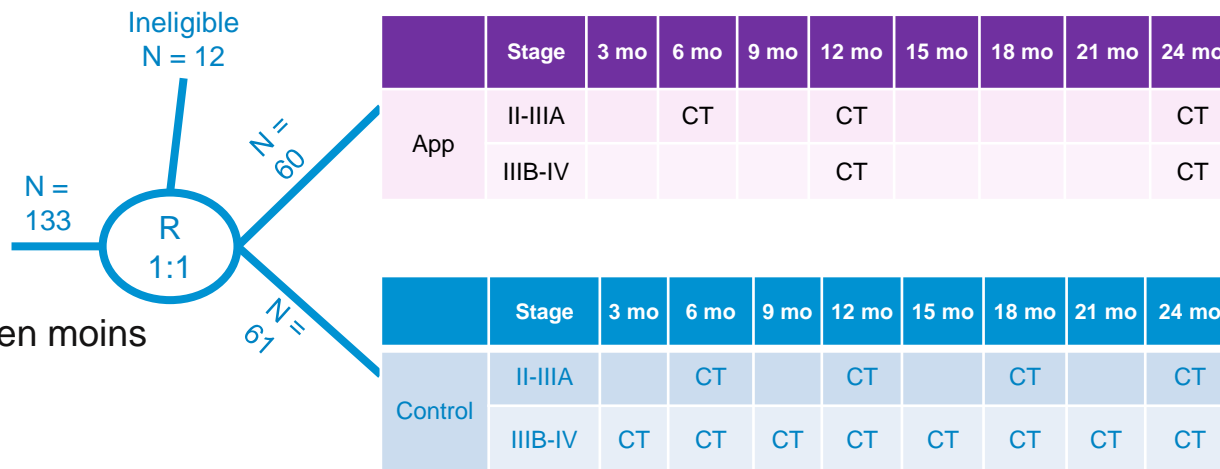 Ineligible
N = 12
N =
133
R
1:1
N =
60
N =
61
en moins
Stage 3 mo 6 mo 9 mo 12 mo 15 mo 18 mo 21 mo 24 mo
App
II-IIIA CT CT CT
IIIB-IV CT CT
Stage 3 mo 6 mo 9 mo 12 mo 15 mo 18 mo 21 mo 24 mo
Control
II-IIIA CT CT CT CT
IIIB-IV CT CT CT CT CT CT CT CT